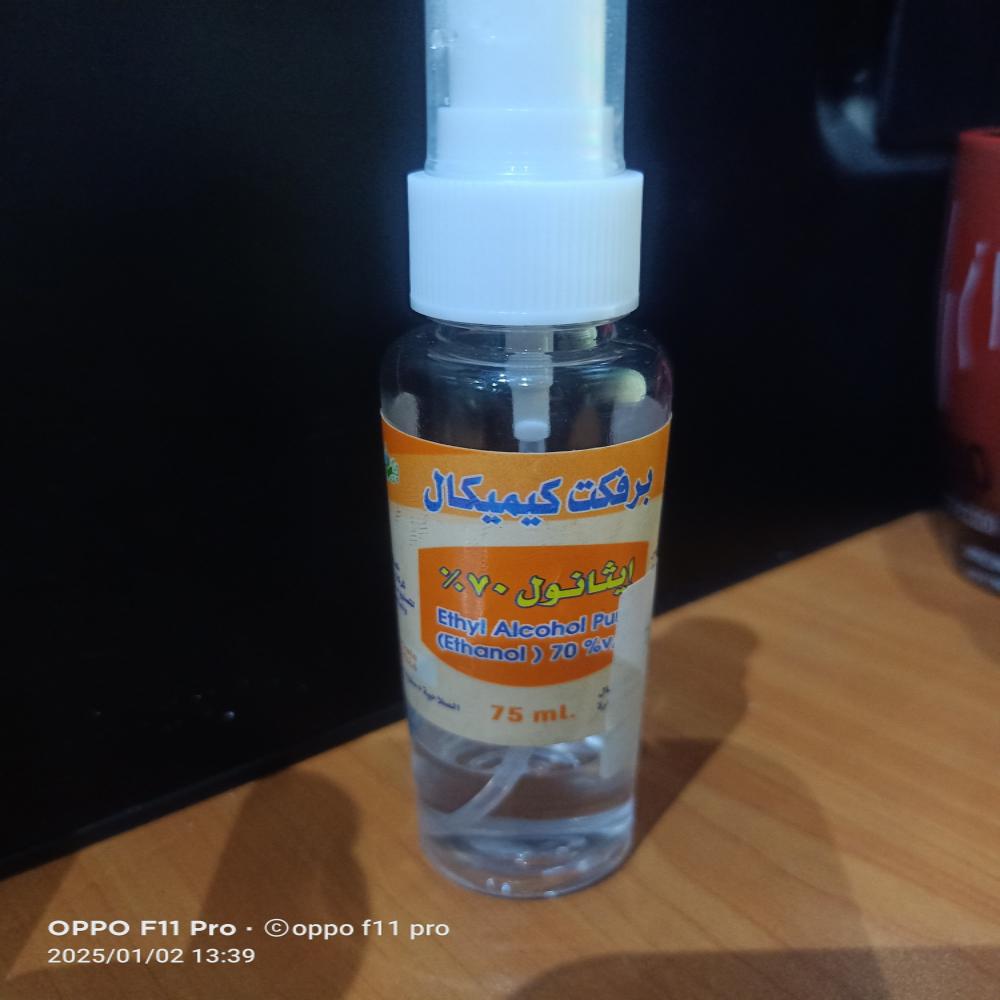 برفكت كيميكال
ايثانول ٧٠٪
Ethyl Alcohol
(Ethanol ) 70 %v
75 ml.
OPPO F11 Pro · ©oppo f11 pro
2025/01/02 13:39